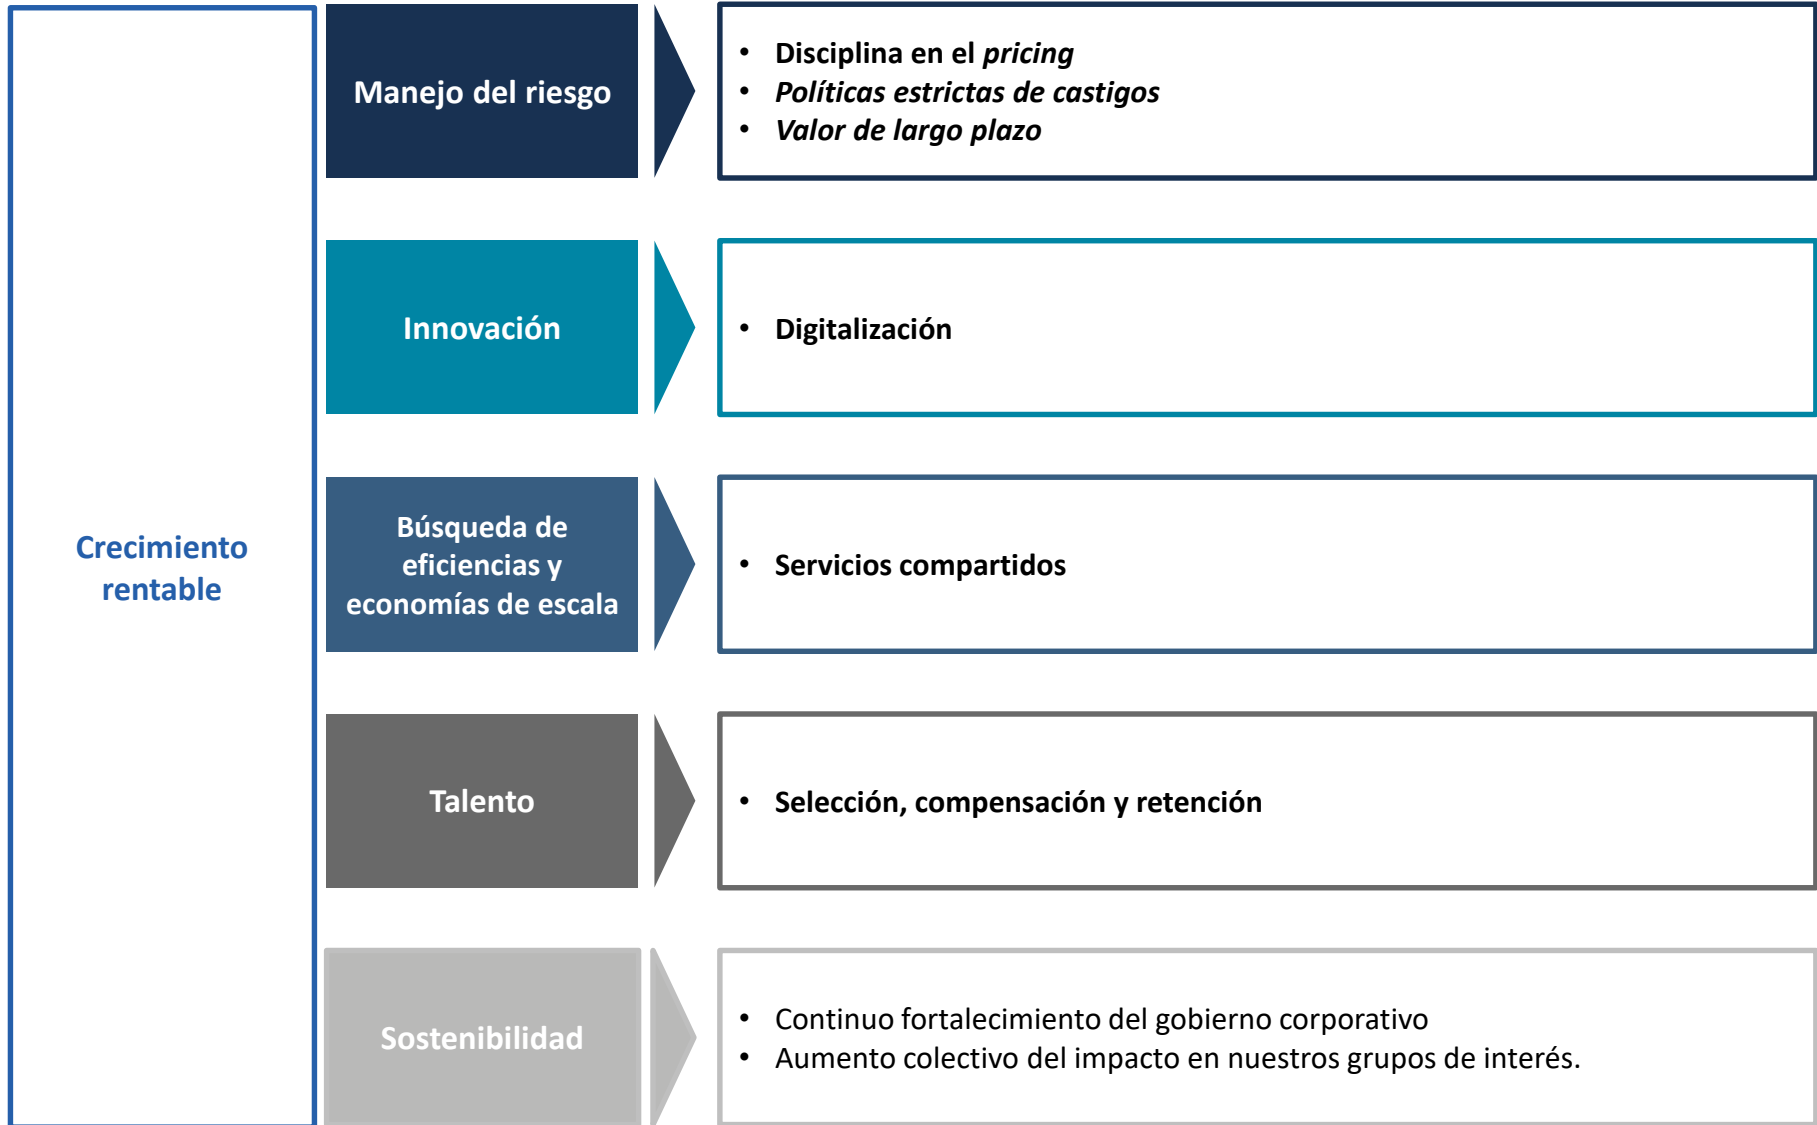 Crecimiento
rentable
Manejo del riesgo
• Disciplina en el pricing
• Políticas estrictas de castigos
• Valor de largo plazo
Innovación
• Digitalización
Búsqueda de
eficiencias y
economías de escala
• Servicios compartidos
Talento
• Selección, compensación y retención
Sostenibilidad
• Continuo fortalecimiento del gobierno corporativo
• Aumento colectivo del impacto en nuestros grupos de interés.